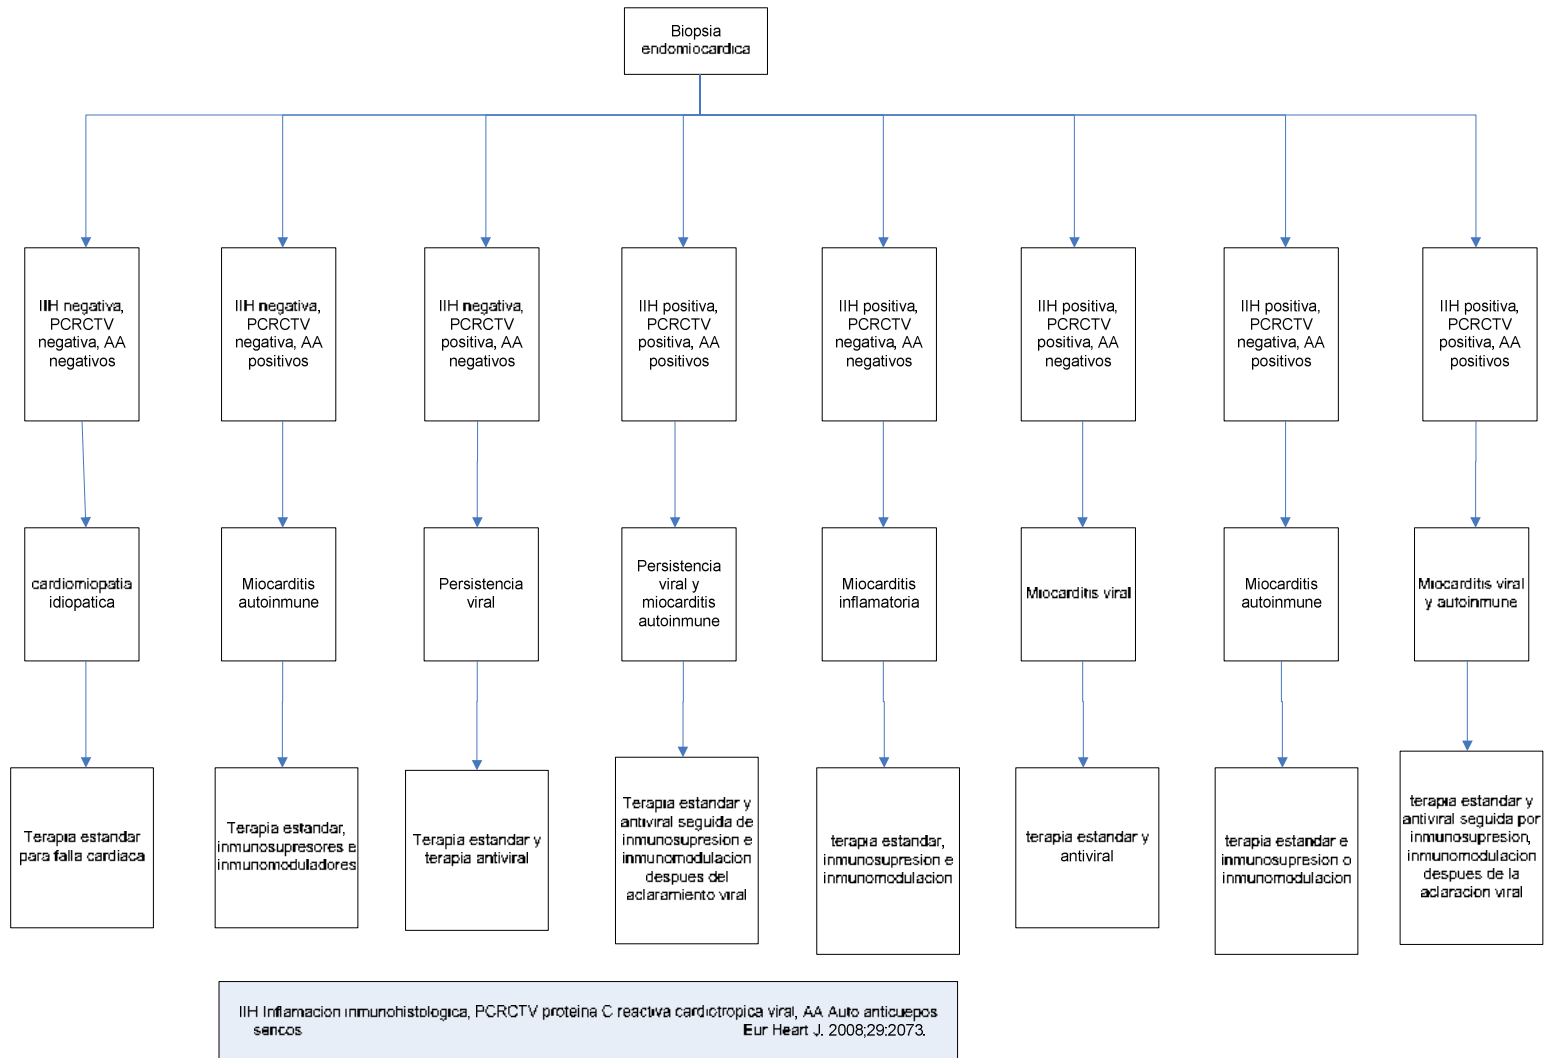 Biopsia
endomiocardica
IIH negativa,
PCRCTV
negativa, AA
negativos
IIH negativa,
PCRCTV
negativa, AA
positivos
IIH negativa,
PCRCTV
positiva, AA
negativos
IIH positiva,
PCRCTV
positiva, AA
positivos
IIH positiva,
PCRCTV
negativa, AA
negativos
IIH positiva,
PCRCTV
positiva, AA
negativos
IIH positiva,
PCRCTV
negativa, AA
positivos
IIH positiva,
PCRCTV
positiva, AA
positivos
cardiomiopatia
idiopatica
Miocarditis
autoinmune
Persistencia
viral
Persistencia
viral y
miocarditis
autoinmune
Miocarditis
inflamatoria
Miocarditis viral
Miocarditis
autoinmune
Miocarditis viral
y autoinmune
Terapia estandar
para falla cardiaca
Terapia estandar,
inmunosupresores e
inmunomoduladores
Terapia estandar y
terapia antiviral
Terapia estandar y
antiviral seguida de
inmunosupresion e
inmunomodulacion
despues del
aclaramiento viral
terapia estandar,
inmunosupresion e
inmunomodulacion
terapia estandar y
antiviral
terapia estandar e
inmunosupresion o
inmunomodulacion
terapia estandar y
antiviral seguida por
inmunosupresion,
inmunomodulacion
despues de la
aclaracion viral
IIH Inflamacion inmunohistologica, PCRCTV proteina C reactiva cardiotropica viral, AA Auto anticuepos
sericos Eur Heart J. 2008;29:2073.